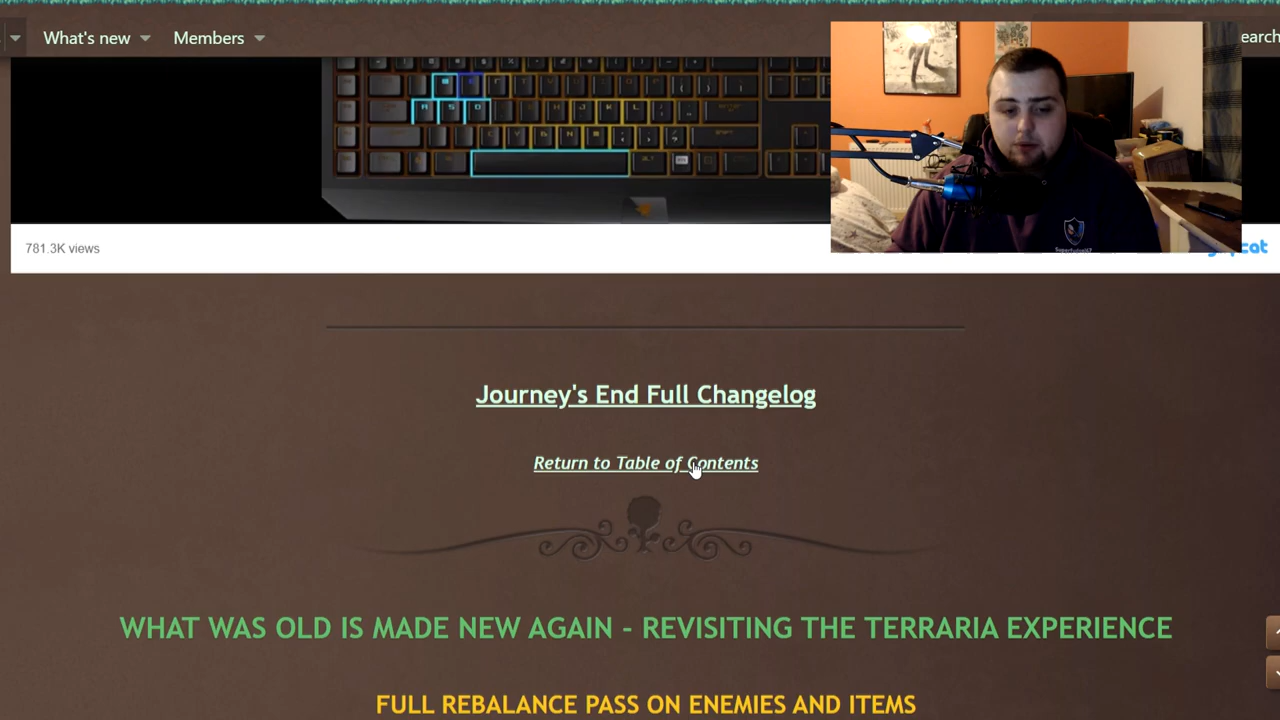 What's new
Members
earch
781.3K views
Journey's End Full Changelog
Return to Table of Contents
WHAT WAS OLD IS MADE NEW AGAIN - REVISITING THE TERRARIA EXPERIENCE
FULL REBALANCE PASS ON ENEMIES AND ITEMS